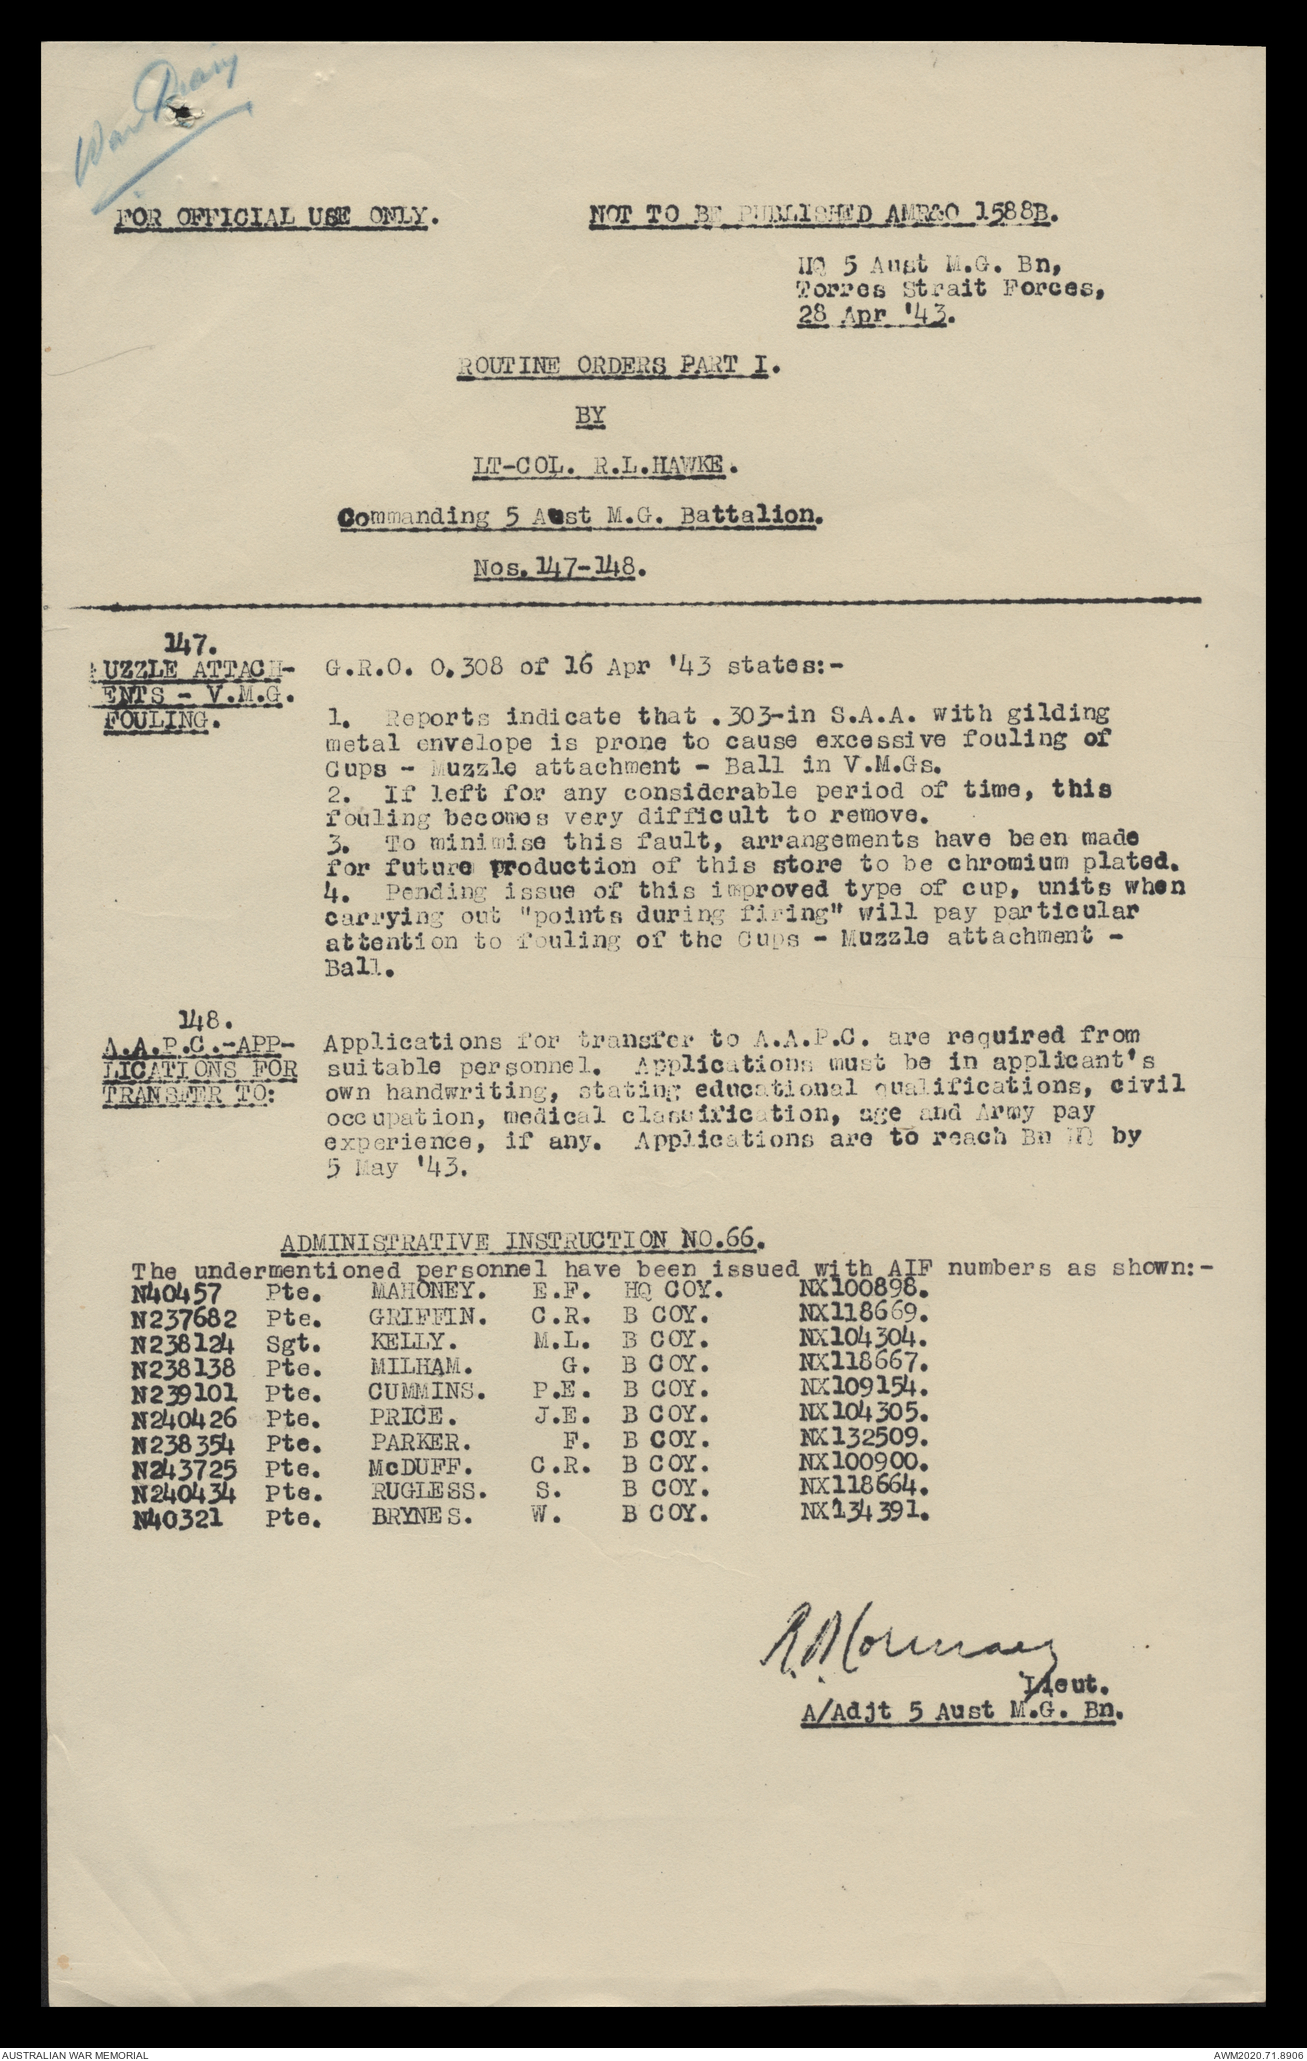 War Diary
FOR OFFICIAL USE ONLY. NOT TO BE PUBLISHED AMR&O 1588B.
HQ 5 Aust M.G. Bn,
Torres Strait Forces,
28 Apr '43.
ROUTINE ORDERS PART I.
BY
LT-COL. R.L.HAWKE.
Commanding 5 Aust M.G. Battalion.
Nos.147-148.
147.
MUZZLE ATTACH-
MENTS - V.M.G.
FOULING.
G.R.O. O.308 of 16 Apr '43 states:-
1. Reports indicate that .303-in S.A.A. with gilding
metal envelope is prone to cause excessive fouling of
Cups - Muzzle attachment - Ball in V.M.Gs.
2. If left for any considerable period of time, this
fouling becomes very difficult to remove.
3. To minimise this fault, arrangements have been made
for future production of this store to be chromium plated.
4. Pending issue of this improved type of cup, units when
carrying out "points during firing" will pay particular
attention to fouling of the Cups - Muzzle attachment -
Ball.
148.
A.A.P.C.-APP-
LICATIONS FOR
TRANSFER TO:
Applications for transfer to A.A.P.C. are required from
suitable personnel. Applications must be in applicant's
own handwriting, stating educational qualifications, civil
occupation, medical classification, age and Army pay
experience, if any. Applications are to reach Bn HQ by
5 May '43.
ADMINISTRATIVE INSTRUCTION NO.66.
The undermentioned personnel have been issued with AIF numbers as shown:-
N40457 Pte. MAHONEY. E.F. HQ COY. NX100898.
N237682 Pte. GRIFFIN. C.R. B COY. NX118669.
N238124 Sgt. KELLY. M.L. B COY. NX104304.
N238138 Pte. MILHAM. G. B COY. NX118667.
N239101 Pte. CUMMINS. P.E. B COY. NX109154.
N240426 Pte. PRICE. J.E. B COY. NX104305.
N238354 Pte. PARKER. F. B COY. NX132509.
N243725 Pte. McDUFF. C.R. B COY. NX100900.
N240434 Pte. RUGLESS. S. B COY. NX118664.
N40321 Pte. BRYNES. W. B COY. NX134391.
Lieut.
A/Adjt 5 Aust M.G. Bn.
AUSTRALIAN WAR MEMORIAL AWM2020.71.8906